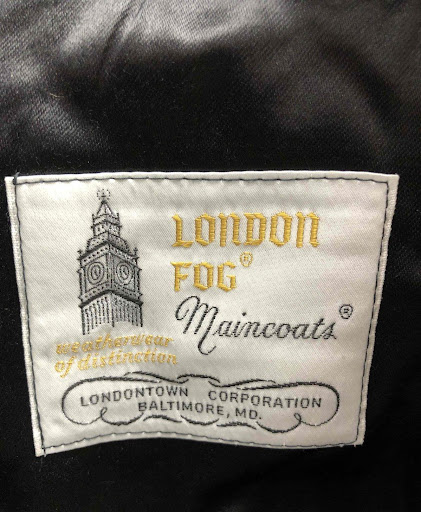 LONDON
FOG®
Maincoats®
weatherwear
of distinction
LONDONTOWN CORPORATION
BALTIMORE, MD.